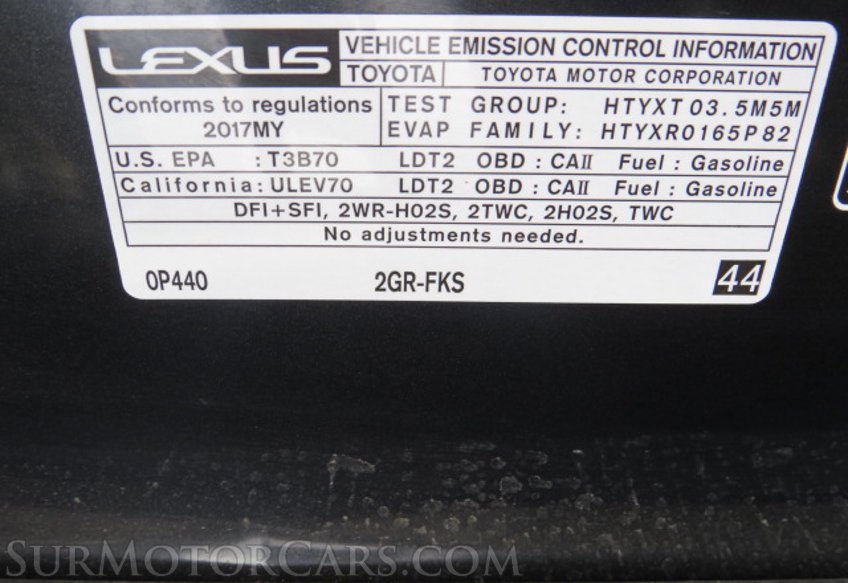 LEXUS
VEHICLE EMISSION CONTROL INFORMATION
TOYOTA TOYOTA MOTOR CORPORATION
Conforms to regulations
2017MY
TEST GROUP: HTYXT 03.5M5M
EVAP FAMILY: HTYXR0165P82
U.S. EPA : T3B70 LDT2 OBD : CAII Fuel : Gasoline
California: ULEV70 LDT2 OBD : CAII Fuel : Gasoline
DFI+SFI, 2WR-HO2S, 2TWC, 2HO2S, TWC
No adjustments needed.
0P440 2GR-FKS 44
SurMotorCars.com